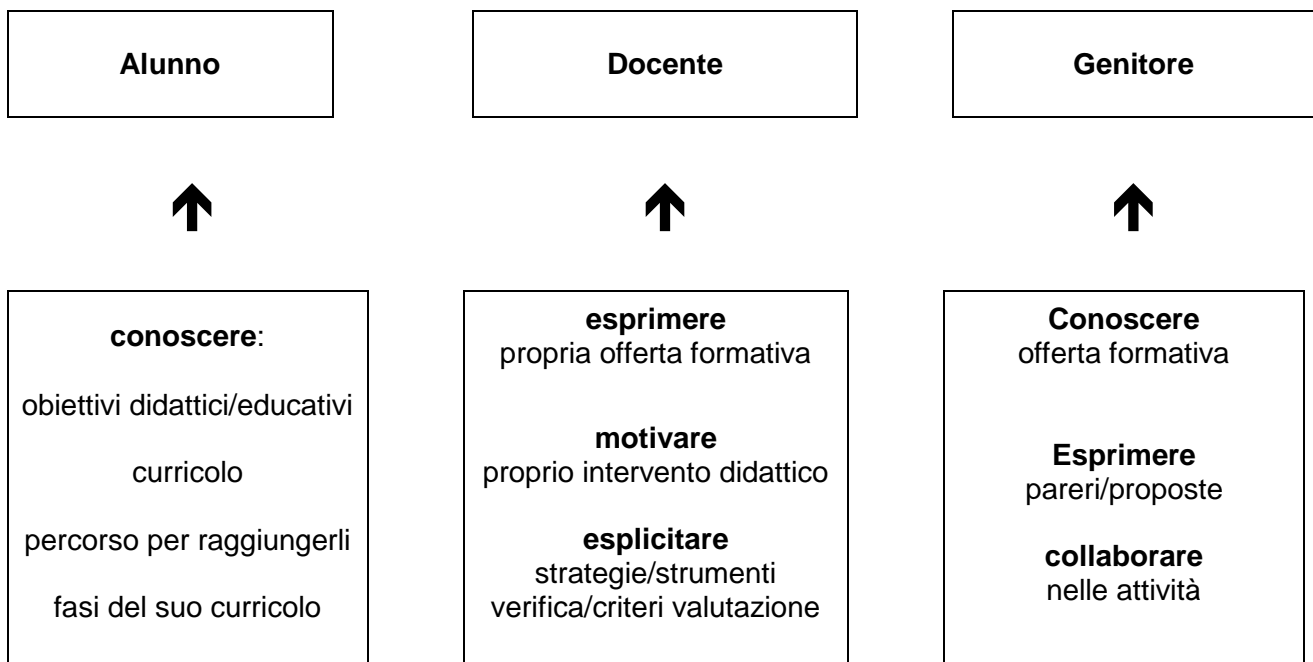 Alunno
Docente
Genitore
conoscere:
obiettivi didattici/educativi
curricolo
percorso per raggiungerli
fasi del suo curricolo
esprimere
propria offerta formativa
motivare
proprio intervento didattico
esplicitare
strategie/strumenti
verifica/criteri valutazione
Conoscere
offerta formativa
Esprimere
pareri/proposte
collaborare
nelle attività